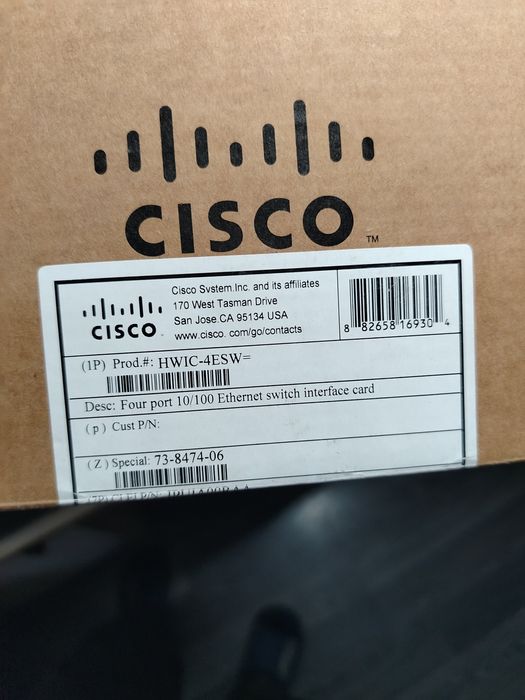 CISCO
TM
CISCO
Cisco Svstem.Inc. and its affiliates
170 West Tasman Drive
San Jose.CA 95134 USA
www.cisco. com/go/contacts
8 82658 16930 4
(1P) Prod.#: HWIC-4ESW=
Desc: Four port 10/100 Ethernet switch interface card
(p) Cust P/N:
(Z) Special: 73-8474-06